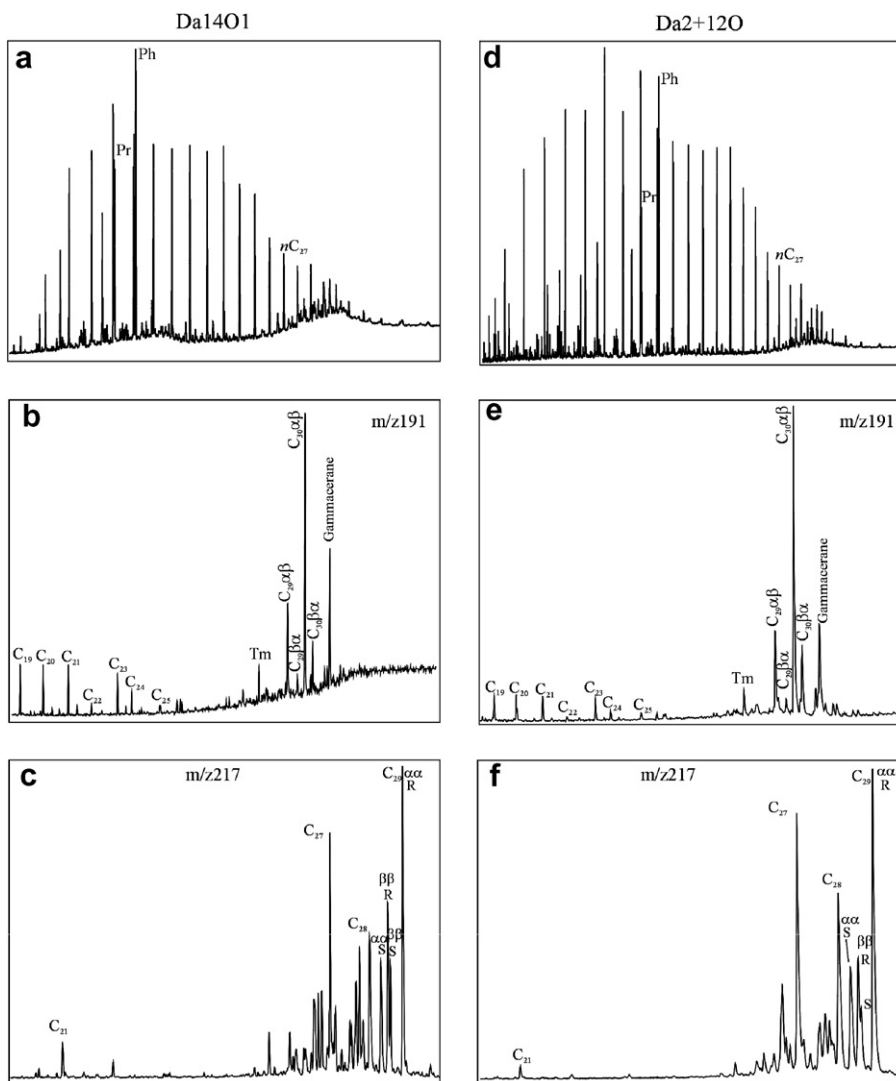 Da14O1
a
Ph
Pr
nC₂₇
b
m/z191
C₁₉
C₂₀
C₂₁
C₂₂
C₂₃
C₂₄
C₂₅
Tm
C₂₉αβ
C₂₉βα
C₃₀αβ
C₃₀βα
Gammacerane
c
m/z217
C₂₁
C₂₇
C₂₈
αα
S
ββ
R
ββ
S
C₂₉
αα
R
Da2+12O
d
Ph
Pr
nC₂₇
e
m/z191
C₁₉
C₂₀
C₂₁
C₂₂
C₂₃
C₂₄
C₂₅
Tm
C₂₉αβ
C₂₉βα
C₃₀αβ
C₃₀βα
Gammacerane
f
m/z217
C₂₁
C₂₇
C₂₈
αα
S
ββ
R
S
C₂₉
αα
R